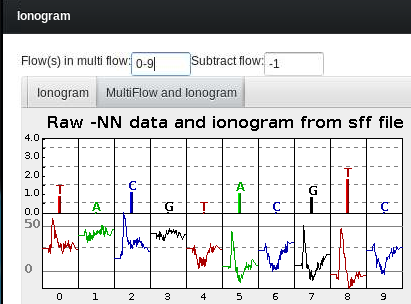 Ionogram
Flow(s) in multi flow: 0-9 Subtract flow: -1
Ionogram MultiFlow and Ionogram
Raw -NN data and ionogram from sff file
4.0
3.0
2.0
1.0
0.0
T A C G T A C G T C
50
0
0 1 2 3 4 5 6 7 8 9